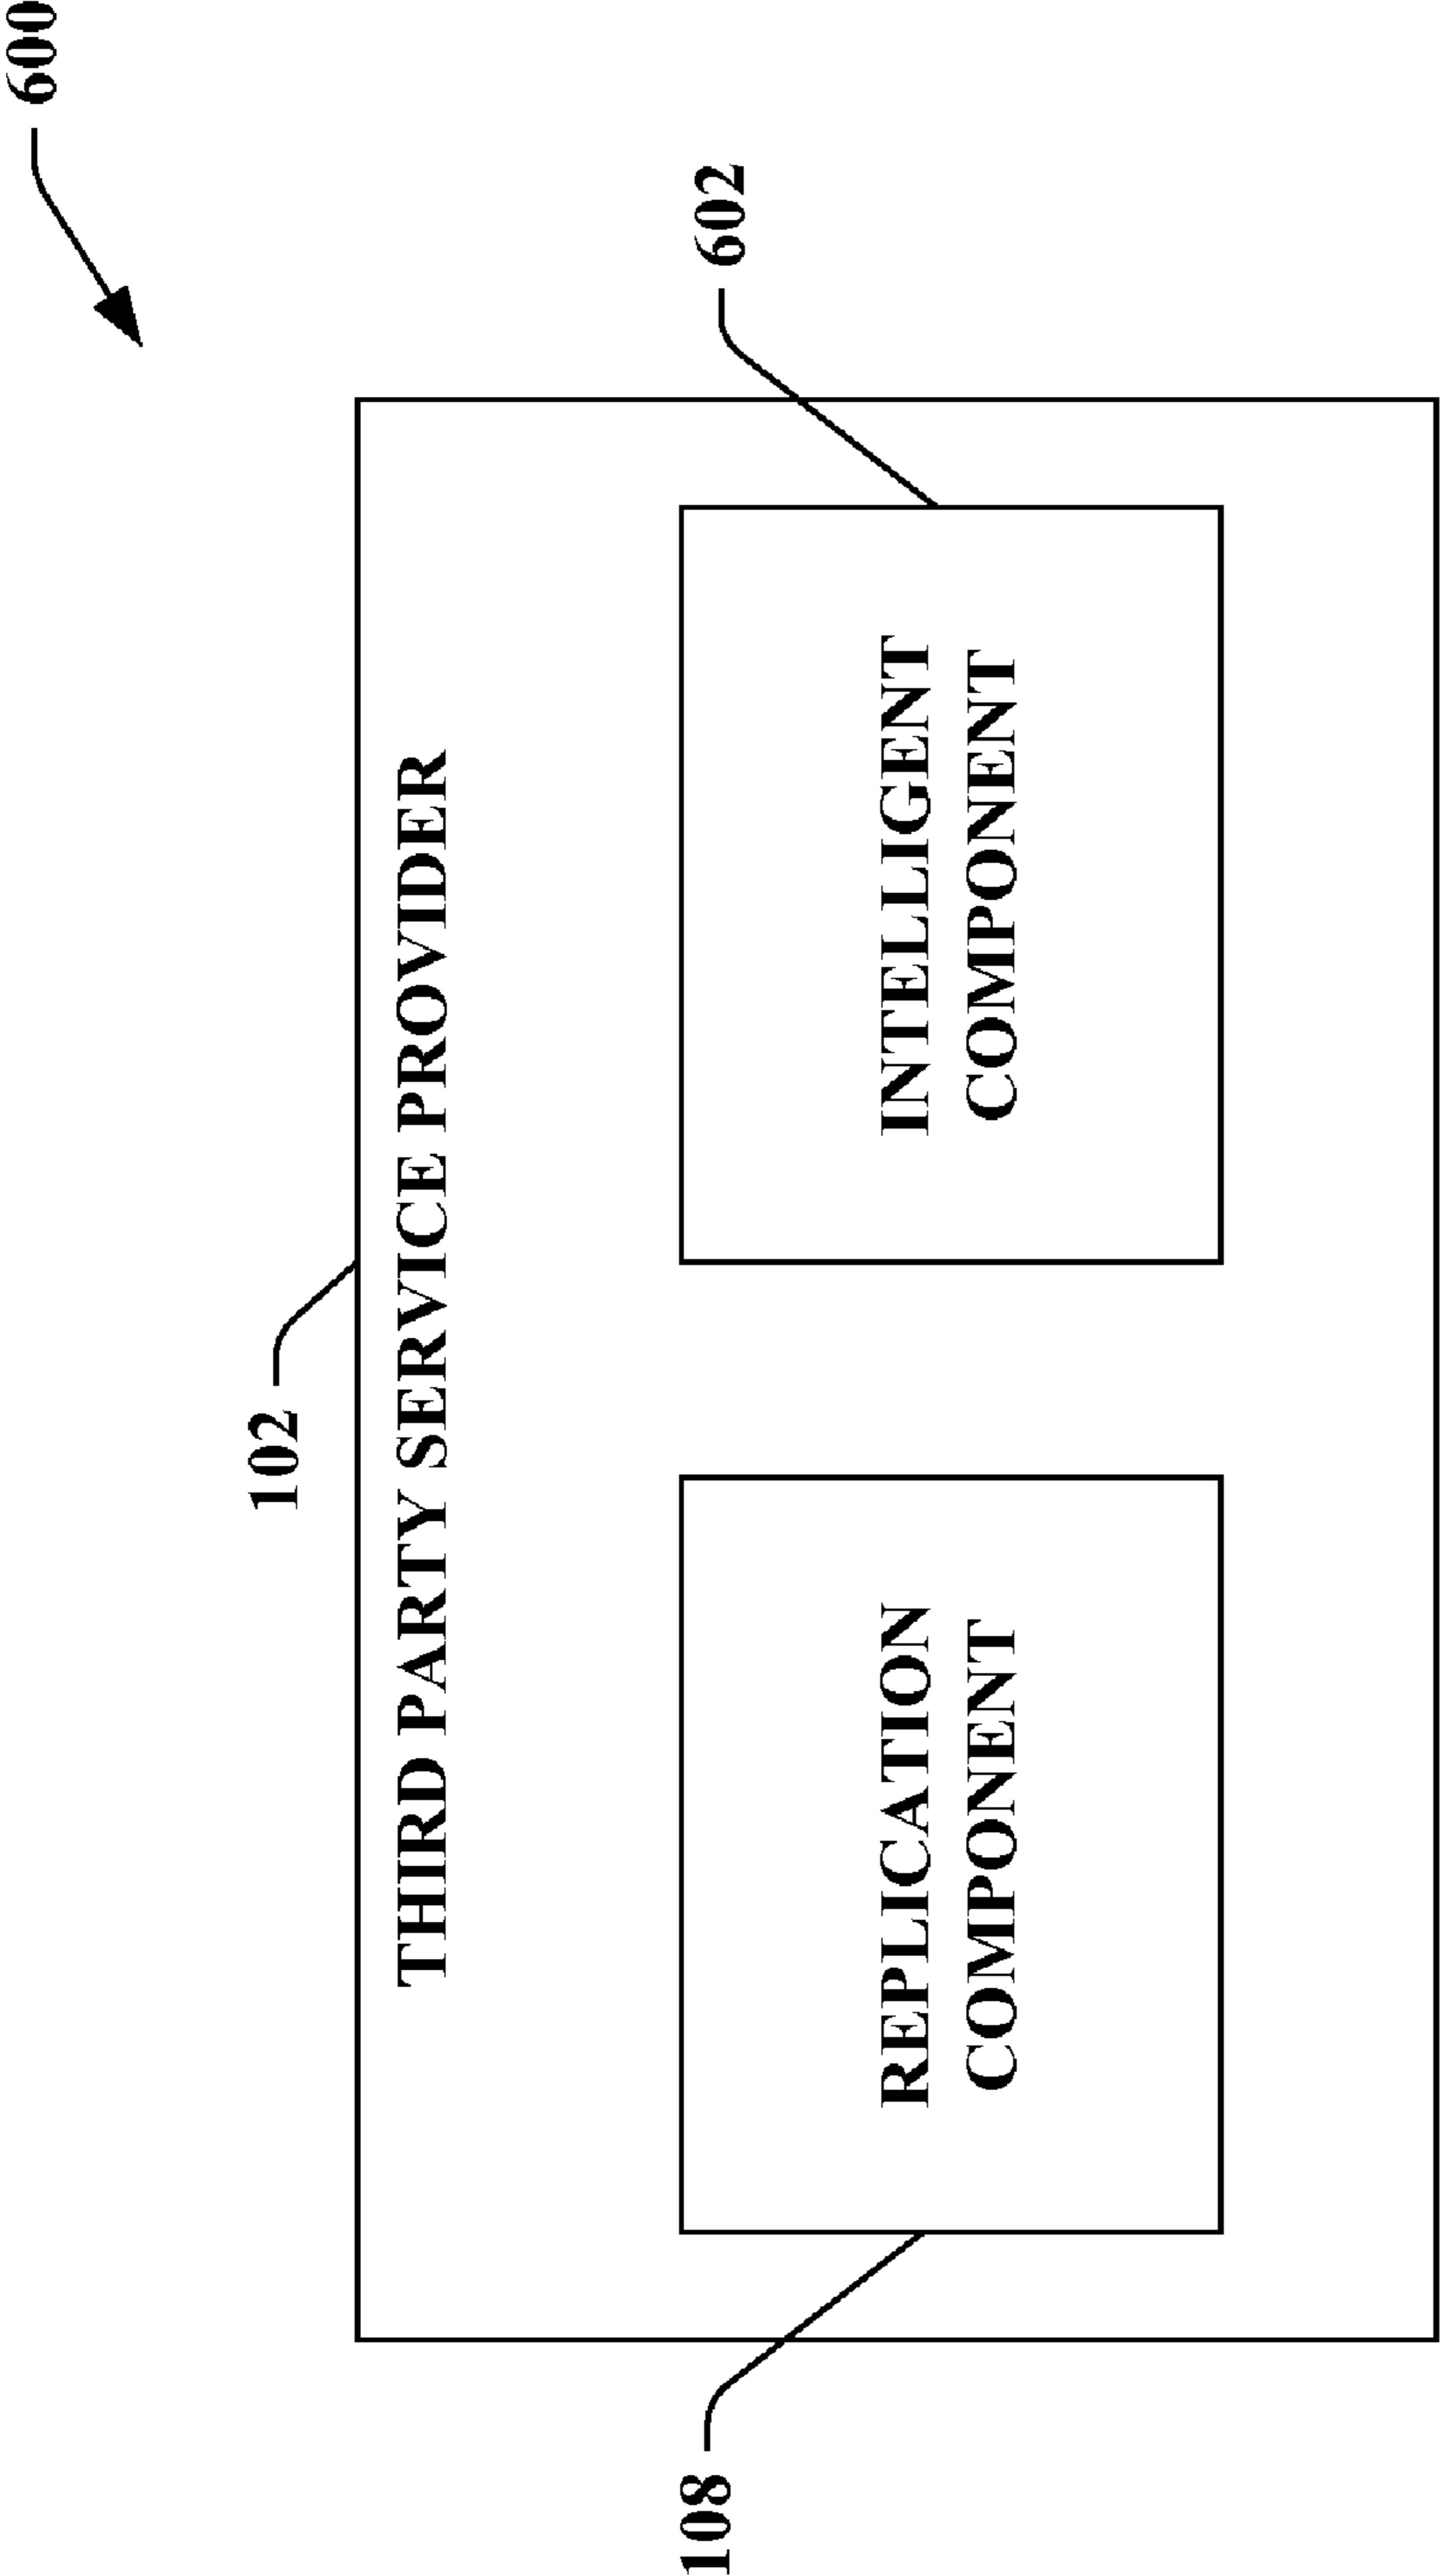 600
102
THIRD PARTY SERVICE PROVIDER
108
REPLICATION
COMPONENT
602
INTELLIGENT
COMPONENT